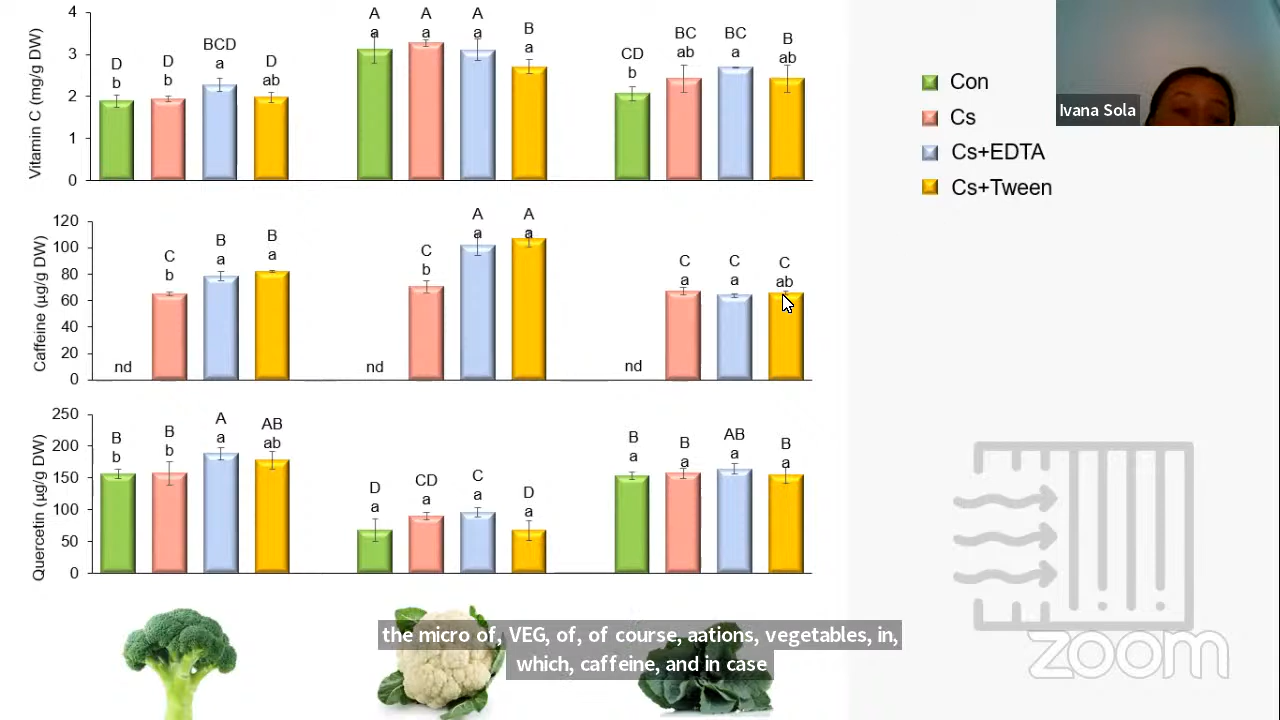 Vitamin C (mg/g DW)
4
3
2
1
0
D
b
D
b
BCD
a
D
ab
A
a
A
a
A
a
B
a
CD
b
BC
ab
BC
a
B
ab
Con
Cs
Cs+EDTA
Cs+Tween
Ivana Sola
Caffeine (µg/g DW)
120
100
80
60
40
20
0
nd
C
b
B
a
B
a
nd
C
b
A
a
A
a
nd
C
a
C
a
C
ab
Quercetin (µg/g DW)
250
200
150
100
50
0
B
b
B
b
A
a
AB
ab
D
a
CD
a
C
a
D
a
B
a
B
a
AB
a
B
a
the micro of, VEG, of, of course, aations, vegetables, in,
which, caffeine, and in case
zoom